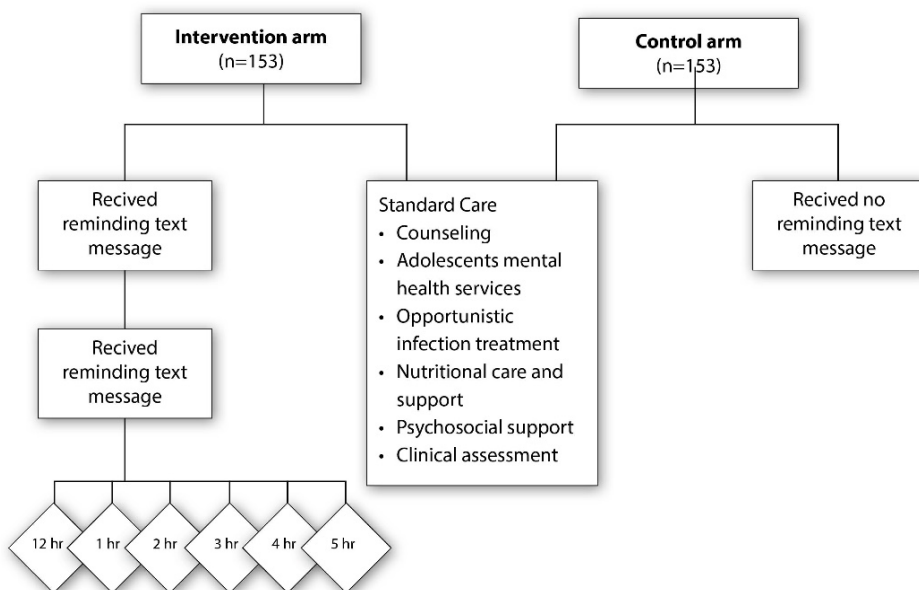 Intervention arm
(n=153)
Control arm
(n=153)
Recived
reminding text
message
Standard Care
• Counseling
• Adolescents mental
health services
• Opportunistic
infection treatment
• Nutritional care and
support
• Psychosocial support
• Clinical assessment
Recived no
reminding text
message
Recived
reminding text
message
12 hr
1 hr
2 hr
3 hr
4 hr
5 hr